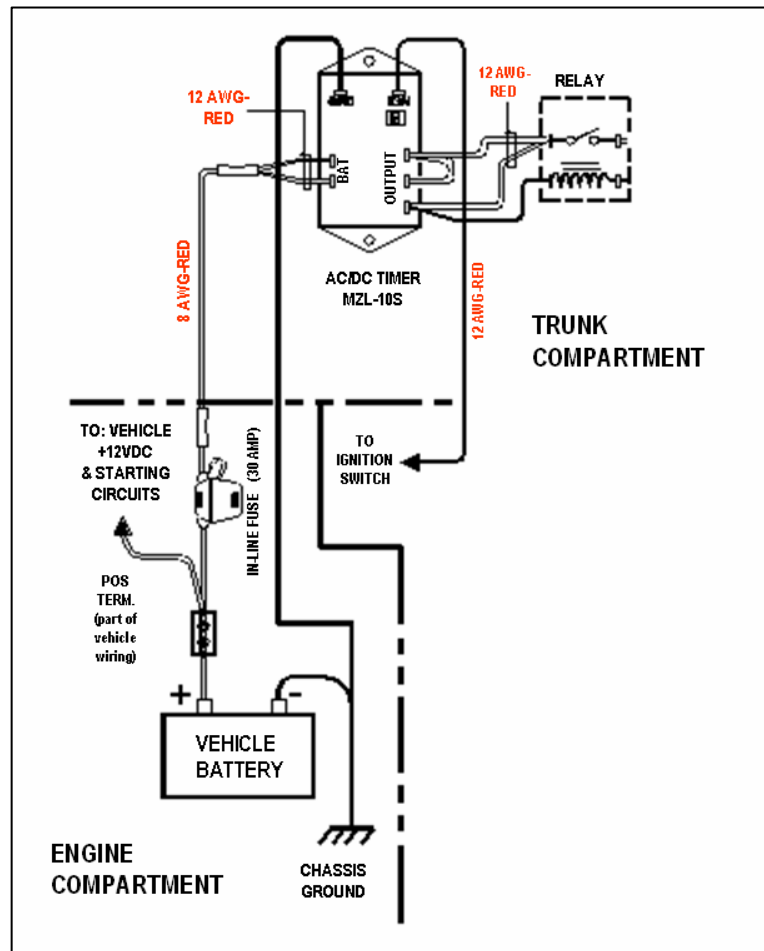 12 AWG-
RED
GRD
IGN
12 AWG-
RED
RELAY
BAT
OUTPUT
AC/DC TIMER
MZL-10S
8 AWG-RED
12 AWG-RED
TRUNK
COMPARTMENT
TO: VEHICLE
+12VDC
& STARTING
CIRCUITS
IN-LINE FUSE (30 AMP)
TO
IGNITION
SWITCH
POS
TERM.
(part of
vehicle
wiring)
+
-
VEHICLE
BATTERY
ENGINE
COMPARTMENT
CHASSIS
GROUND